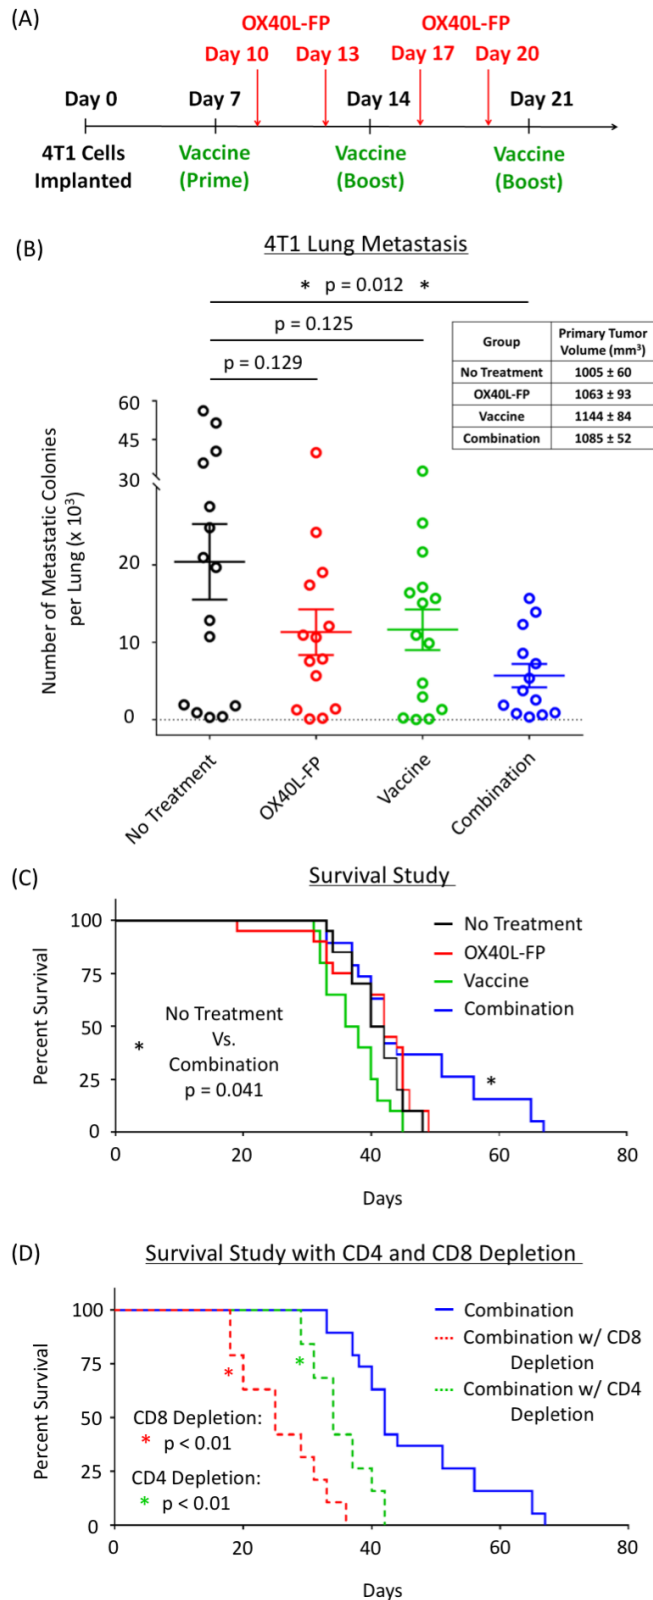 (A)
OX40L-FP OX40L-FP
Day 10 Day 13 Day 17 Day 20
Day 0 Day 7 Day 14 Day 21
4T1 Cells Vaccine Vaccine Vaccine
Implanted (Prime) (Boost) (Boost)
(B)
4T1 Lung Metastasis
* p = 0.012 *
p = 0.125
p = 0.129
Group Primary Tumor
Volume (mm³)
No Treatment 1005 ± 60
OX40L-FP 1063 ± 93
Vaccine 1144 ± 84
Combination 1085 ± 52
Number of Metastatic Colonies
per Lung (x 10³)
60
45
30
20
10
0
No Treatment
OX40L-FP
Vaccine
Combination
(C)
Survival Study
Percent Survival
100
75
50
25
0
No Treatment
OX40L-FP
Vaccine
Combination
No Treatment
* Vs.
Combination
p = 0.041
*
0 20 40 60 80
Days
(D)
Survival Study with CD4 and CD8 Depletion
Percent Survival
100
75
50
25
0
Combination
Combination w/ CD8
Depletion
Combination w/ CD4
Depletion
*
*
CD8 Depletion:
* p < 0.01
CD4 Depletion:
* p < 0.01
0 20 40 60 80
Days